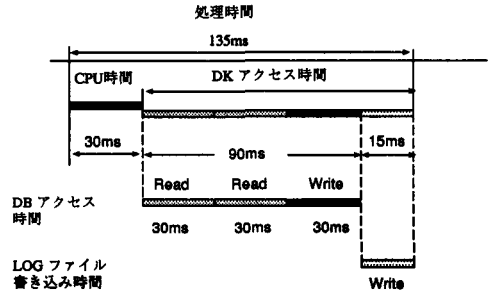 処理時間
135ms
CPU時間
DK アクセス時間
30ms
90ms
15ms
Read Read Write
DB アクセス
時間
30ms 30ms 30ms
LOG ファイル
書き込み時間
Write